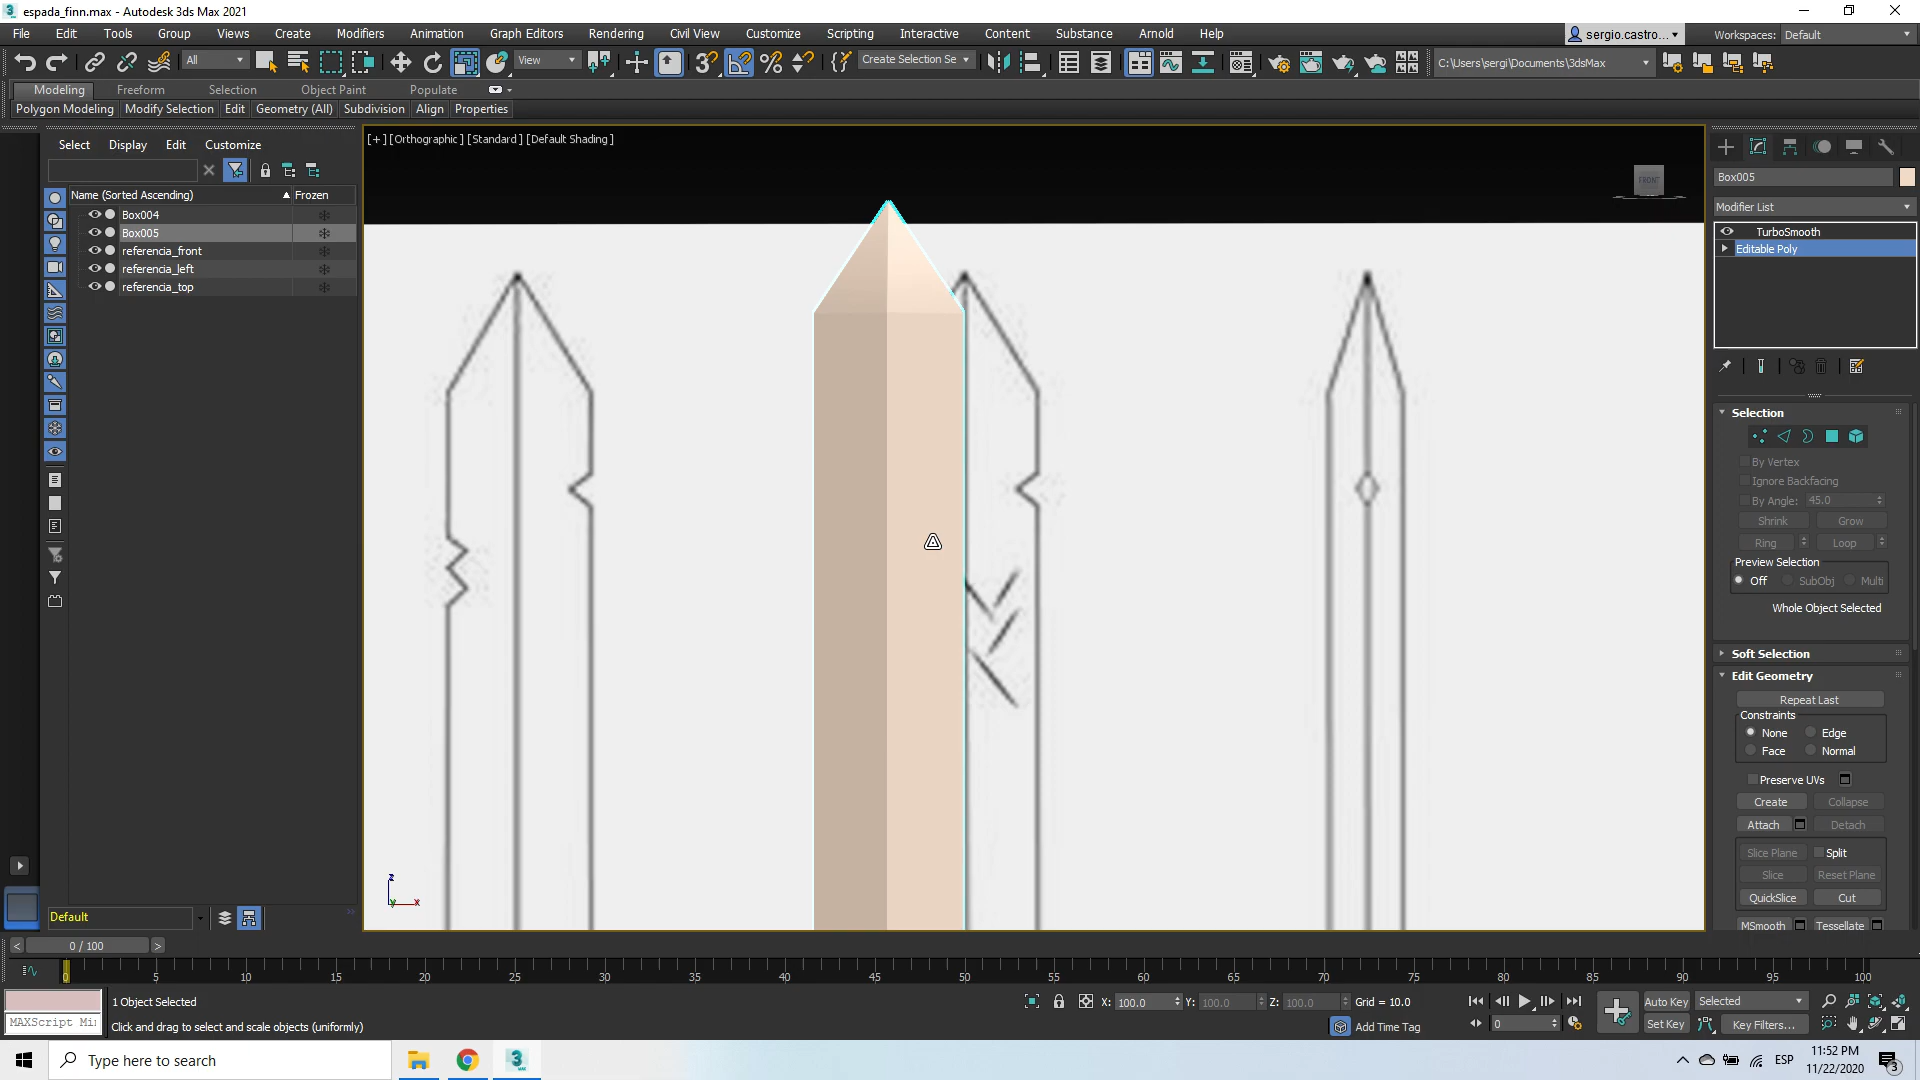 espada_finn.max - Autodesk 3ds Max 2021
File Edit Tools Group Views Create Modifiers Animation Graph Editors Rendering Civil View Customize Scripting Interactive Content Substance Arnold Help
sergio.castro... Workspaces: Default
All View Create Selection Se C:\Users\sergi\Documents\3dsMax
Modeling Freeform Selection Object Paint Populate
Polygon Modeling Modify Selection Edit Geometry (All) Subdivision Align Properties
Select Display Edit Customize
Name (Sorted Ascending) Frozen
Box004
Box005
referencia_front
referencia_left
referencia_top
[+] [Orthographic] [Standard] [Default Shading]
FRONT
z
y x
Box005
Modifier List
TurboSmooth
Editable Poly
Selection
By Vertex
Ignore Backfacing
By Angle: 45.0
Shrink Grow
Ring Loop
Preview Selection
Off SubObj Multi
Whole Object Selected
Soft Selection
Edit Geometry
Repeat Last
Constraints
None Edge
Face Normal
Preserve UVs
Create Collapse
Attach Detach
Slice Plane Split
Slice Reset Plane
QuickSlice Cut
MSmooth Tessellate
Default
< 0 / 100 >
0 5 10 15 20 25 30 35 40 45 50 55 60 65 70 75 80 85 90 95 100
1 Object Selected
X: 100.0 Y: 100.0 Z: 100.0 Grid = 10.0
Auto Key Selected
MAXScript Mi
Click and drag to select and scale objects (uniformly)
Add Time Tag
0
Set Key Key Filters...
Type here to search
ESP
11:52 PM
11/22/2020
3